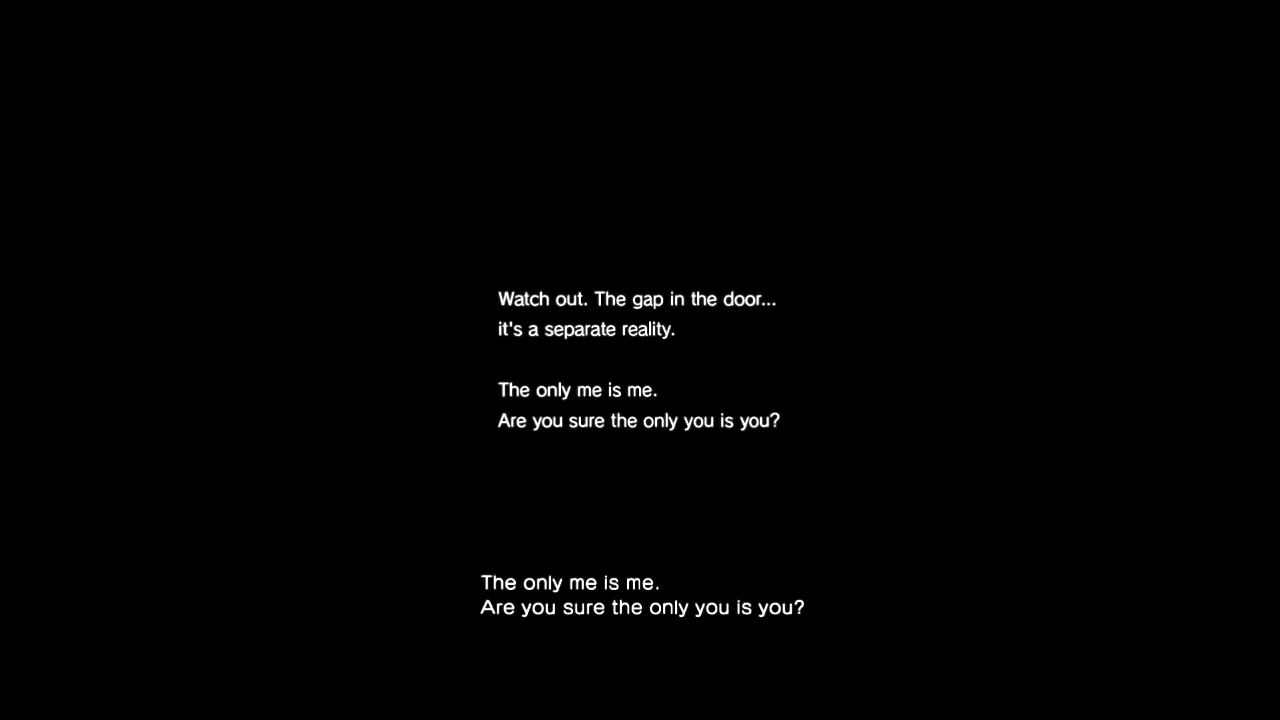 Watch out. The gap in the door...
it's a separate reality.
The only me is me.
Are you sure the only you is you?
The only me is me.
Are you sure the only you is you?